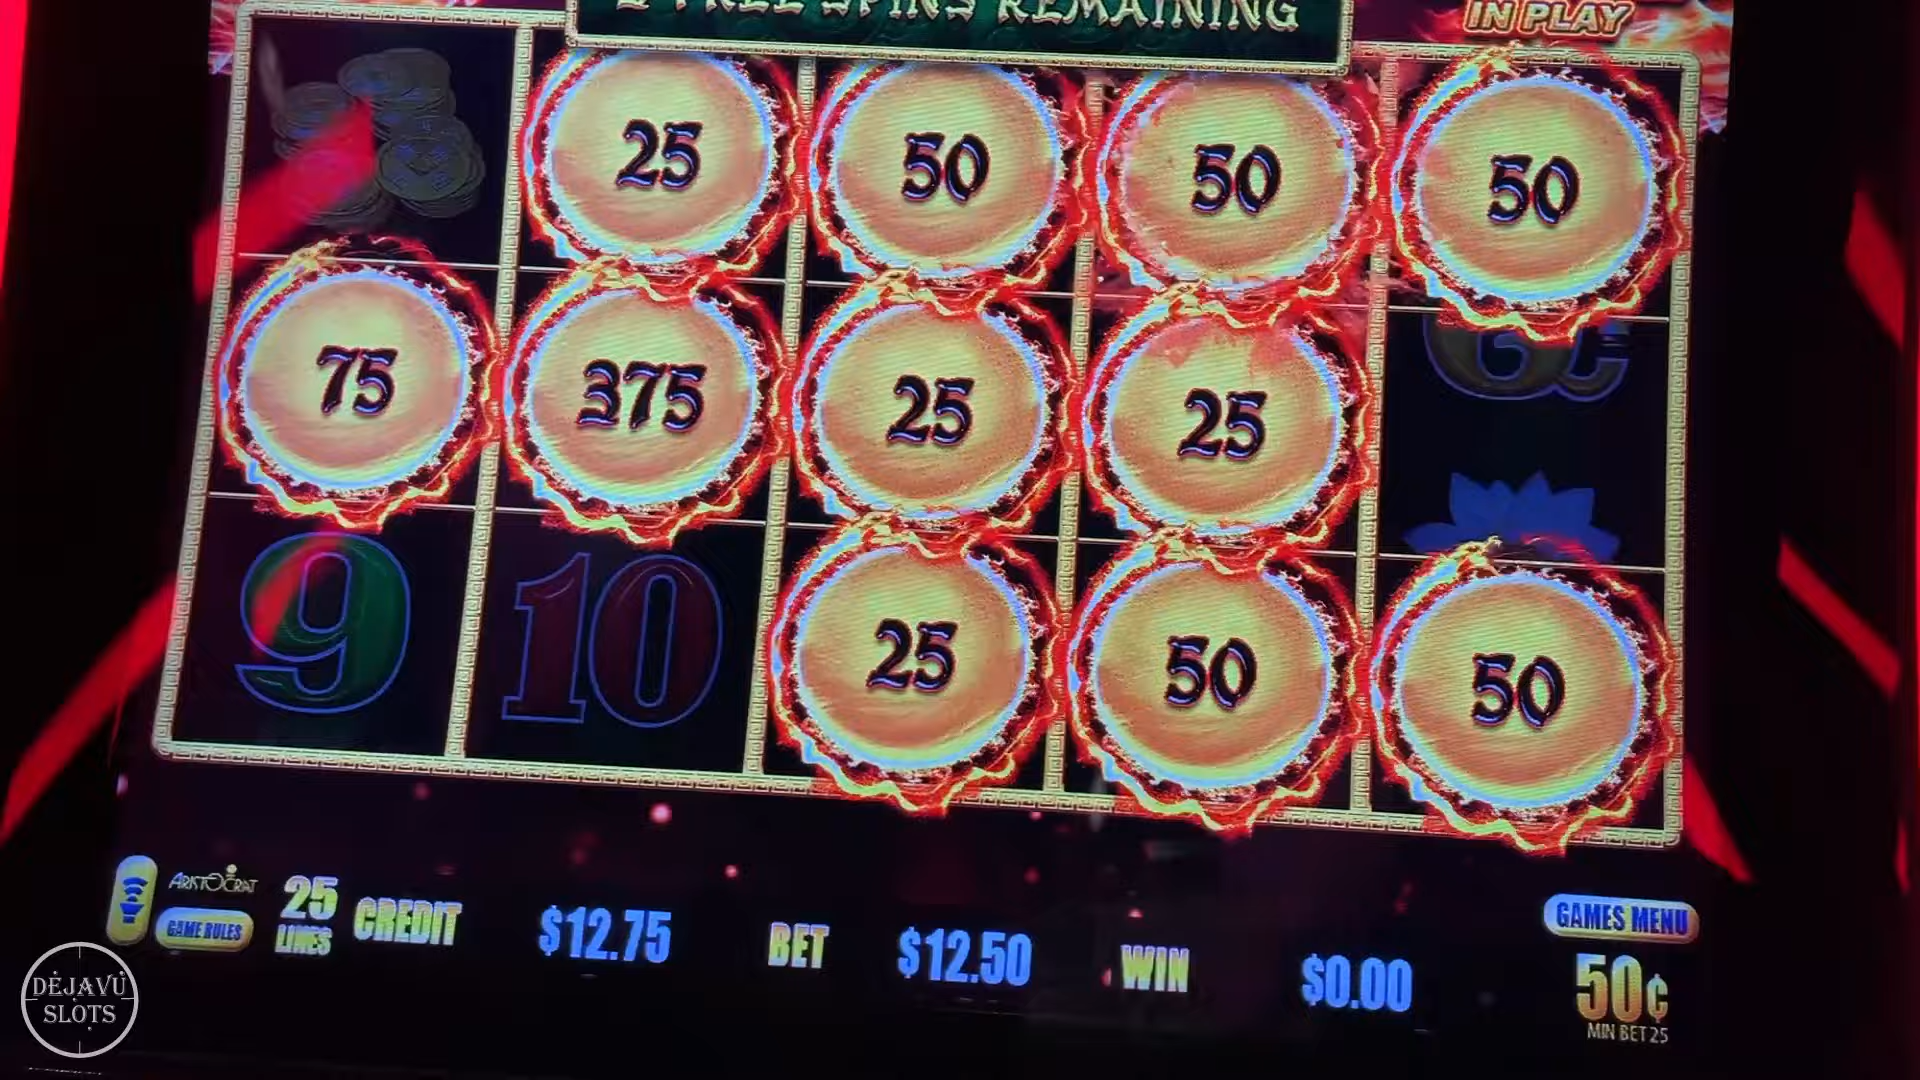 FREE SPINS REMAINING
IN PLAY
25 50 50 50
75 375 25 25
9 10 25 50 50
ARISTOCRAT
GAME RULES
25 LINES
CREDIT $12.75 BET $12.50 WIN $0.00
GAMES MENU
50¢
MIN BET 25
DEJAVU
SLOTS